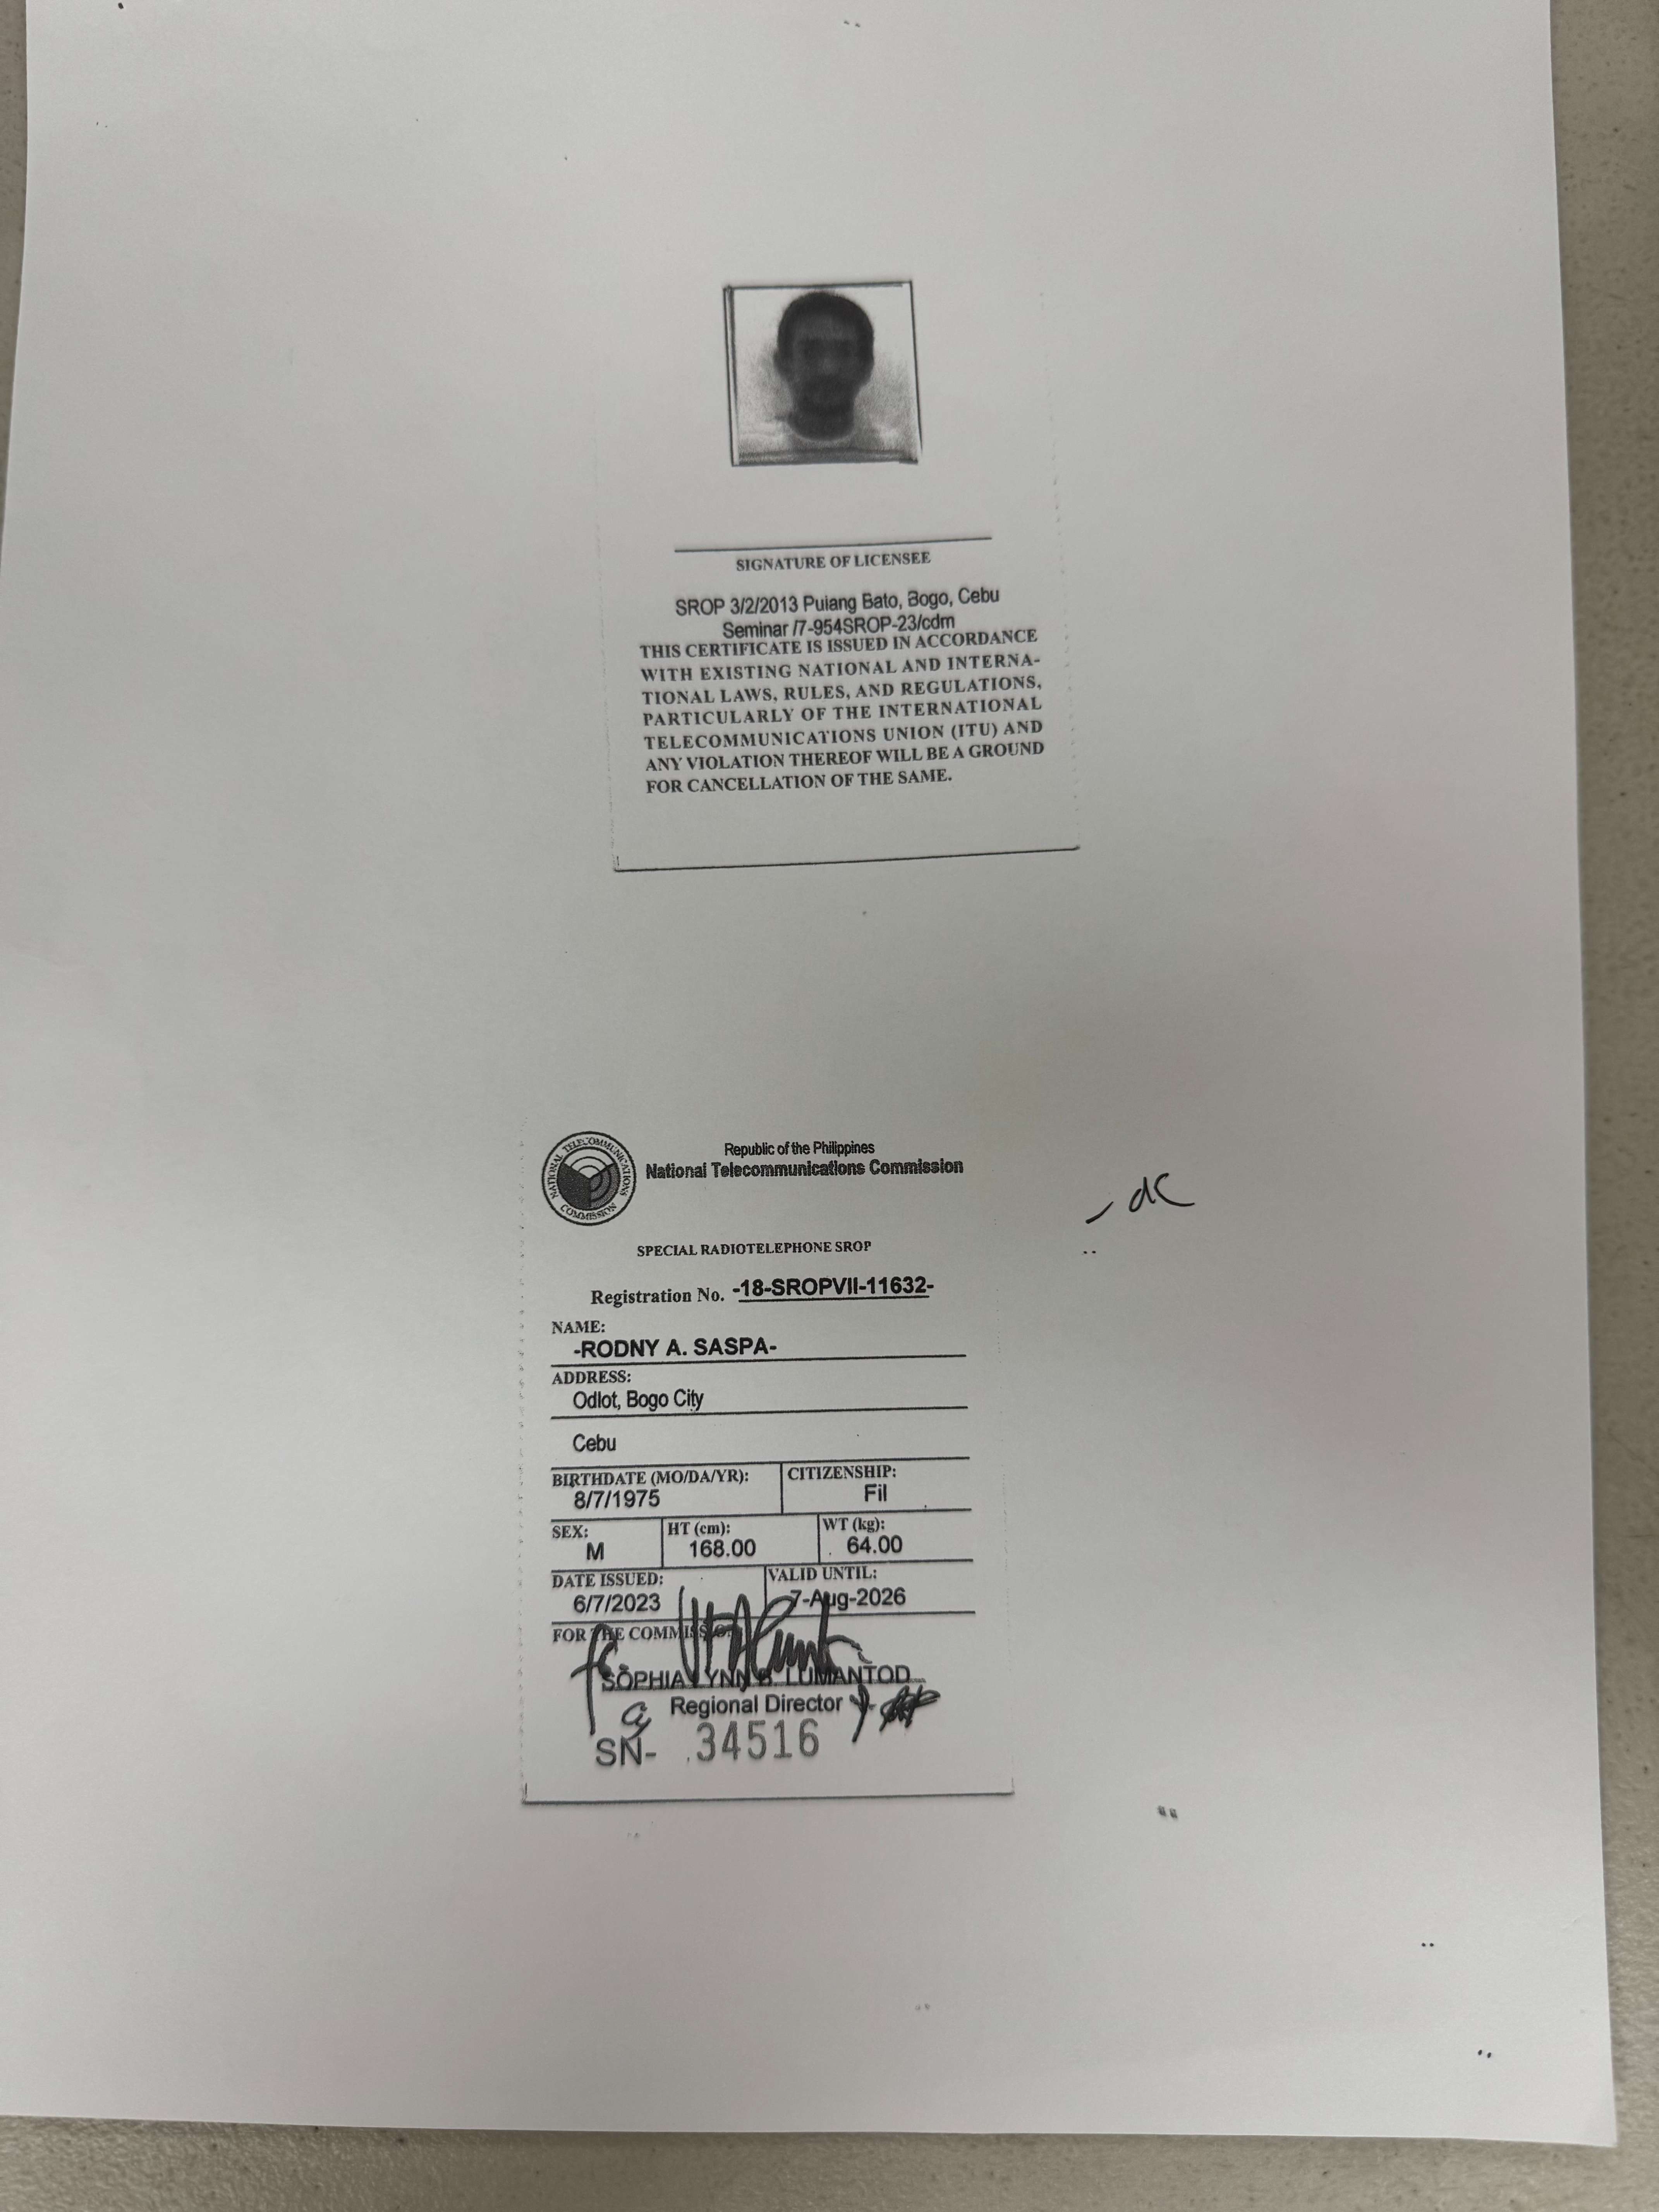 SIGNATURE OF LICENSEE
SROP 3/2/2013 Pulang Bato, Bogo, Cebu
Seminar /7-954SROP-23/cdm
THIS CERTIFICATE IS ISSUED IN ACCORDANCE
WITH EXISTING NATIONAL AND INTERNA-
TIONAL LAWS, RULES, AND REGULATIONS,
PARTICULARLY OF THE INTERNATIONAL
TELECOMMUNICATIONS UNION (ITU) AND
ANY VIOLATION THEREOF WILL BE A GROUND
FOR CANCELLATION OF THE SAME.
NATIONAL TELECOMMUNICATIONS COMMISSION
Republic of the Philippines
National Telecommunications Commission
SPECIAL RADIOTELEPHONE SROP
Registration No. -18-SROPVII-11632-
NAME:
-RODNY A. SASPA-
ADDRESS:
Odlot, Bogo City
Cebu
BIRTHDATE (MO/DA/YR): CITIZENSHIP:
8/7/1975 Fil
SEX: HT (cm): WT (kg):
M 168.00 64.00
DATE ISSUED: VALID UNTIL:
6/7/2023 7-Aug-2026
FOR THE COMMISSION
SOPHIA LYNN B. LUMANTOD
Regional Director
SN- 34516